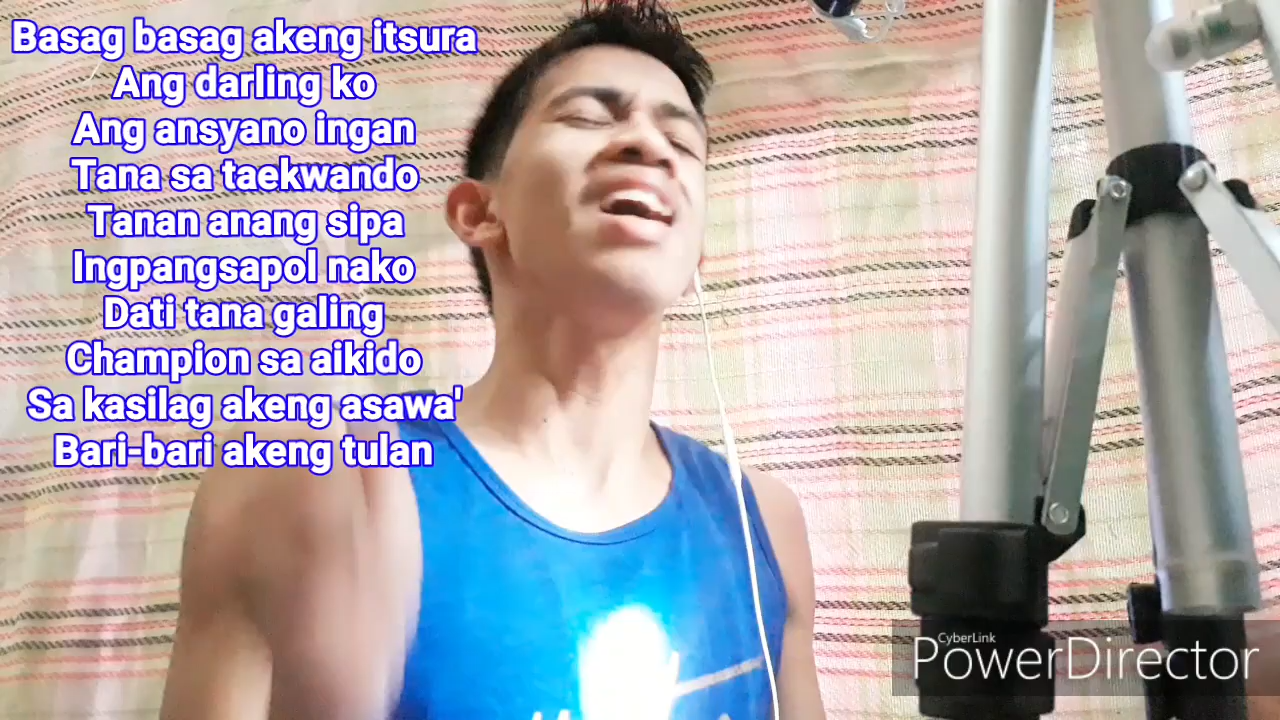 Basag basag akeng itsura
Ang darling ko
Ang ansyano ingan
Tana sa taekwando
Tanan anang sipa
Ingpangsapol nako
Dati tana galing
Champion sa aikido
Sa kasilag akeng asawa'
Bari-bari akeng tulan
CyberLink
PowerDirector